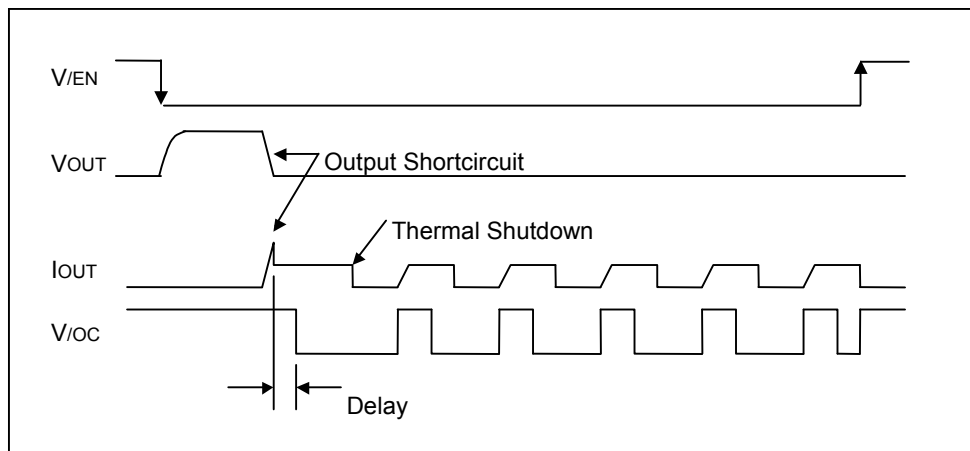 V/EN
VOUT
Output Shortcircuit
Thermal Shutdown
IOUT
V/OC
Delay